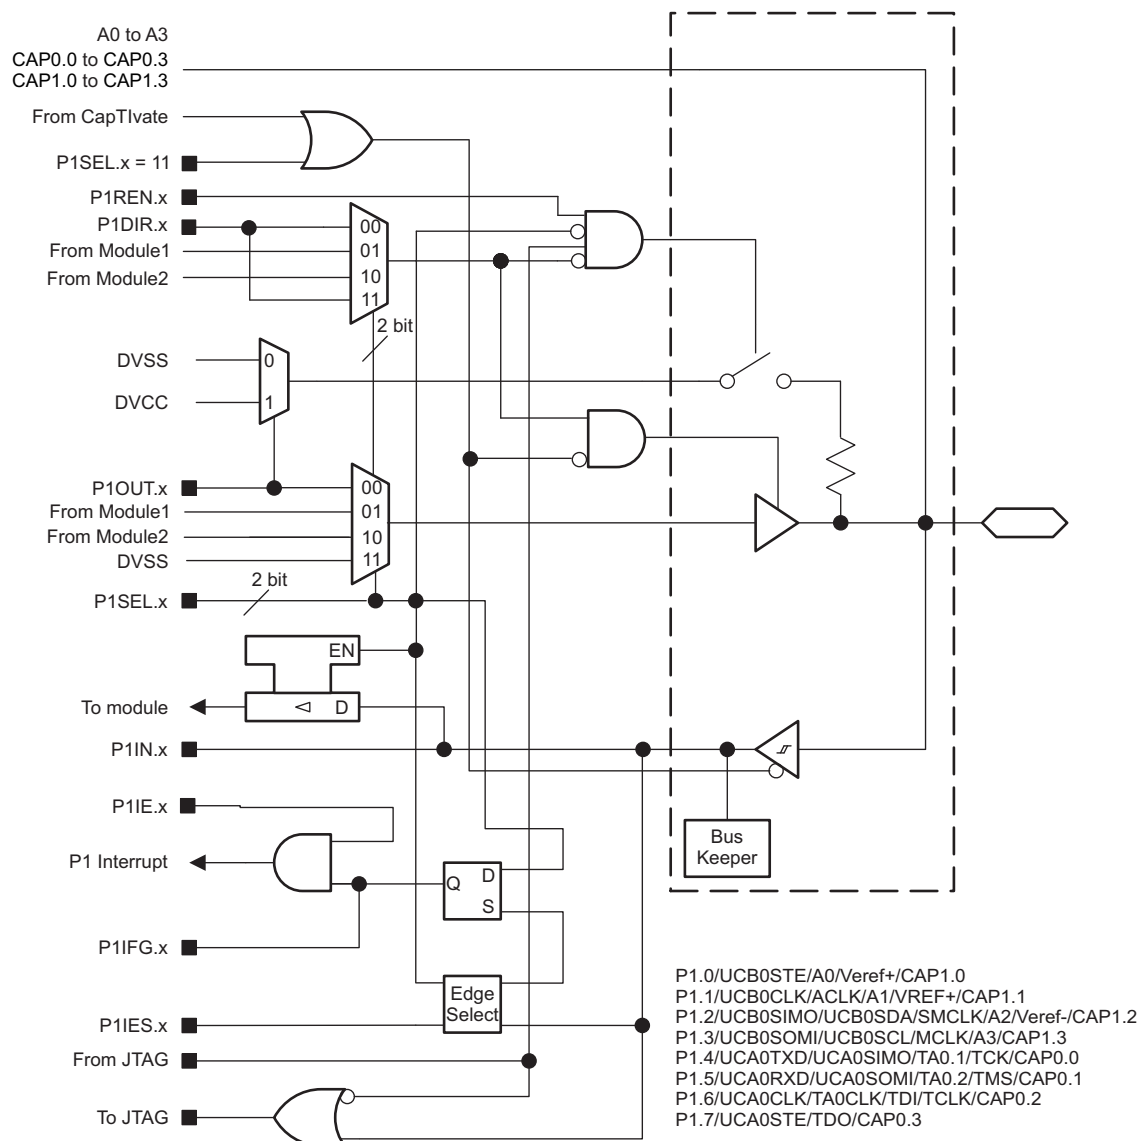 A0 to A3
CAP0.0 to CAP0.3
CAP1.0 to CAP1.3
From CapTIvate
P1SEL.x = 11
P1REN.x
P1DIR.x
00
From Module1
01
From Module2
10
11
2 bit
DVSS
0
DVCC
1
P1OUT.x
00
From Module1
01
From Module2
10
DVSS
11
2 bit
P1SEL.x
EN
To module
D
P1IN.x
P1IE.x
Bus
Keeper
P1 Interrupt
Q
D
S
P1IFG.x
Edge
Select
P1IES.x
From JTAG
To JTAG
P1.0/UCB0STE/A0/Veref+/CAP1.0
P1.1/UCB0CLK/ACLK/A1/VREF+/CAP1.1
P1.2/UCB0SIMO/UCB0SDA/SMCLK/A2/Veref-/CAP1.2
P1.3/UCB0SOMI/UCB0SCL/MCLK/A3/CAP1.3
P1.4/UCA0TXD/UCA0SIMO/TA0.1/TCK/CAP0.0
P1.5/UCA0RXD/UCA0SOMI/TA0.2/TMS/CAP0.1
P1.6/UCA0CLK/TA0CLK/TDI/TCLK/CAP0.2
P1.7/UCA0STE/TDO/CAP0.3